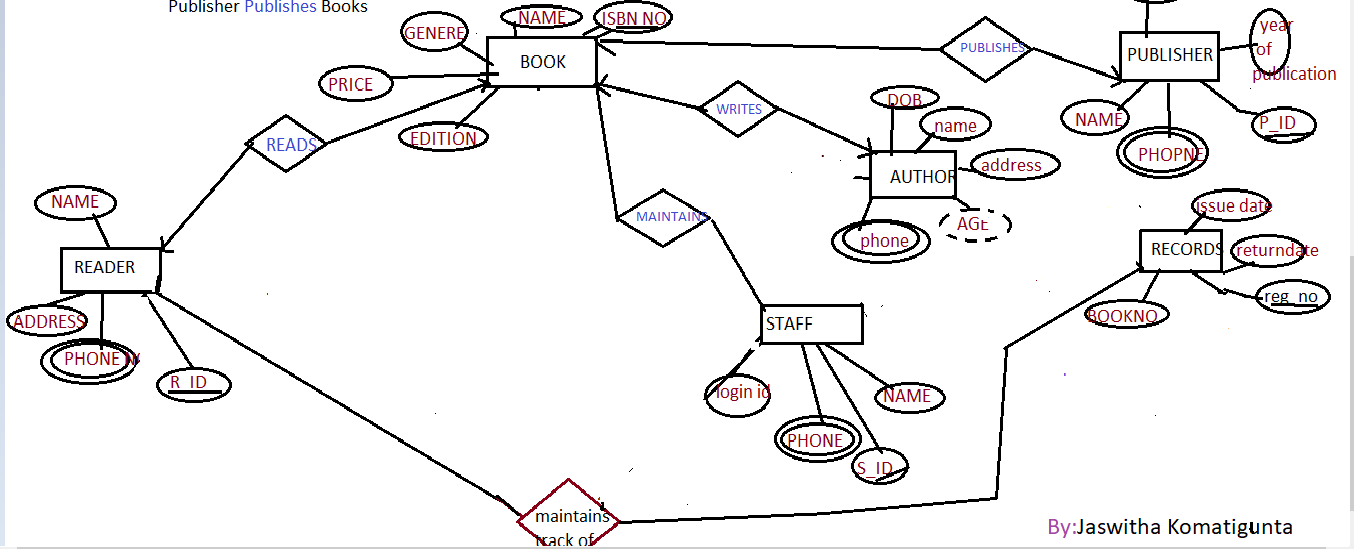 Publisher Publishes Books
NAME
ISBN NO
GENERE
BOOK
PRICE
EDITION
PUBLISHES
PUBLISHER
year
of
publication
NAME
P_ID
PHOPNE
WRITES
DOB
name
address
AUTHOR
AGE
phone
READS
MAINTAINS
NAME
READER
ADDRESS
PHONE
R_ID
issue date
RECORDS
returndate
reg_no
BOOKNO
STAFF
login id
NAME
PHONE
S_ID
maintains
track of
By:Jaswitha Komatigunta